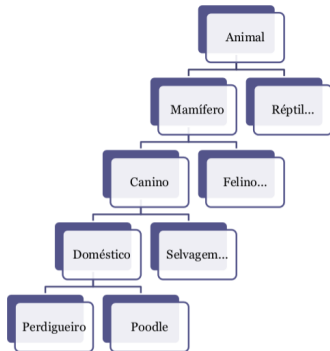 Animal
Mamífero
Réptil...
Canino
Felino...
Doméstico
Selvagem...
Perdigueiro
Poodle